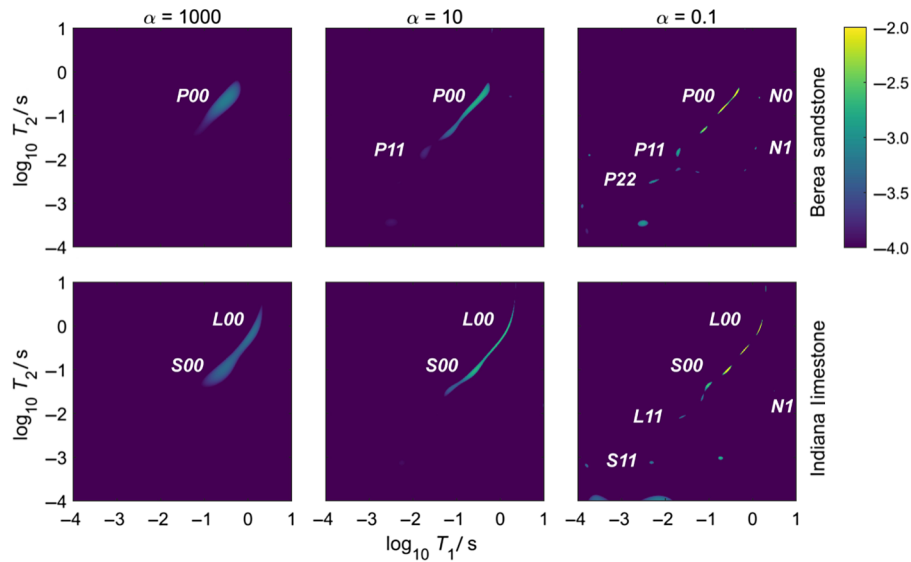 α = 1000
α = 10
α = 0.1
1
0
–1
–2
–3
–4
log10 T2/ s
P00
P00
P11
P00
N0
P11
N1
P22
Berea sandstone
–2.0
–2.5
–3.0
–3.5
–4.0
1
0
–1
–2
–3
–4
log10 T2/ s
L00
S00
L00
S00
L00
S00
N1
L11
S11
Indiana limestone
–4 –3 –2 –1 0 1
–4 –3 –2 –1 0 1
–4 –3 –2 –1 0 1
log10 T1/ s